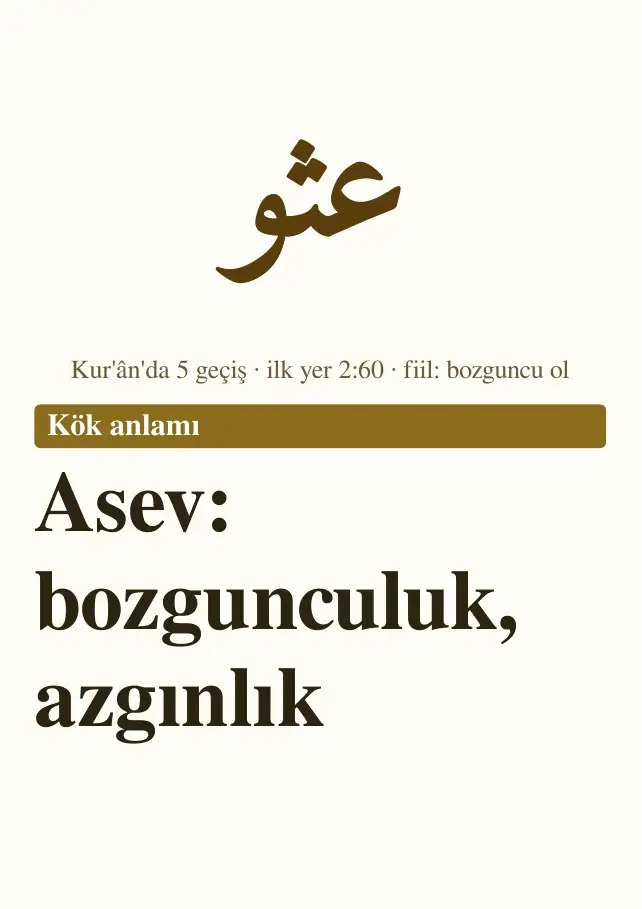 عثو
Kur'ân'da 5 geçiş · ilk yer 2:60 · fiil: bozguncu ol
Kök anlamı
Asev:
bozgunculuk,
azgınlık